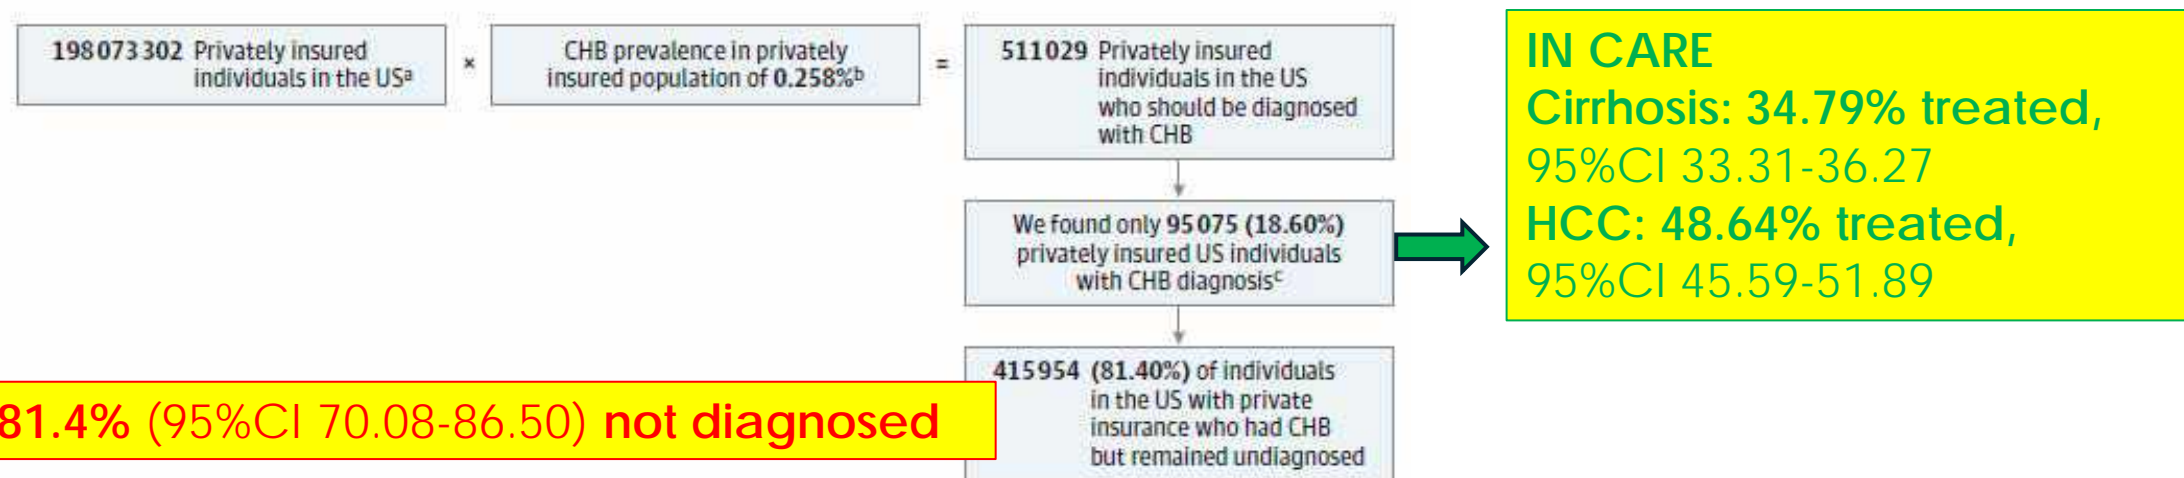 198073302 Privately insured
individuals in the USa
×
CHB prevalence in privately
insured population of 0.258%b
=
511029 Privately insured
individuals in the US
who should be diagnosed
with CHB
We found only 95075 (18.60%)
privately insured US individuals
with CHB diagnosisc
415954 (81.40%) of individuals
in the US with private
insurance who had CHB
but remained undiagnosed
IN CARE
Cirrhosis: 34.79% treated,
95%CI 33.31-36.27
HCC: 48.64% treated,
95%CI 45.59-51.89
81.4% (95%CI 70.08-86.50) not diagnosed